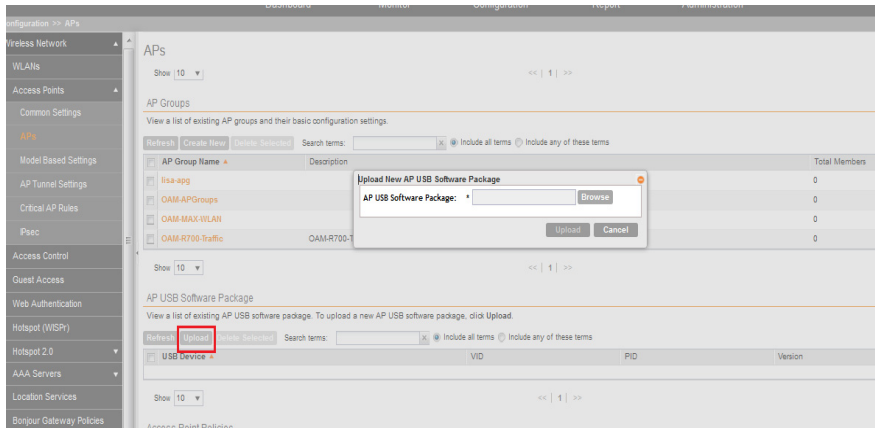 Dashboard Monitor Configuration Report Administration
onfiguration >> APs
Wireless Network
WLANs
Access Points
Common Settings
APs
Model Based Settings
AP Tunnel Settings
Critical AP Rules
IPsec
Access Control
Guest Access
Web Authentication
Hotspot (WISPr)
Hotspot 2.0
AAA Servers
Location Services
Bonjour Gateway Policies
APs
Show 10 << | 1 | >>
AP Groups
View a list of existing AP groups and their basic configuration settings.
Refresh Create New Delete Selected Search terms: x Include all terms Include any of these terms
AP Group Name Description Total Members
lisa-apg 0
OAM-APGroups 0
OAM-MAX-WLAN 0
OAM-R700-Traffic OAM-R700-T 0
Upload New AP USB Software Package
AP USB Software Package: * Browse
Upload Cancel
Show 10 << | 1 | >>
AP USB Software Package
View a list of existing AP USB software package. To upload a new AP USB software package, click Upload.
Refresh Upload Delete Selected Search terms: x Include all terms Include any of these terms
USB Device VID PID Version
Show 10 << | 1 | >>
Access Point Policies